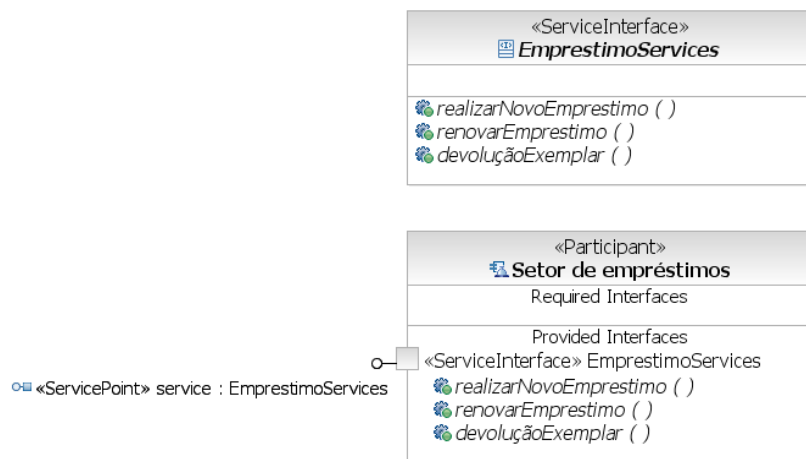 «ServiceInterface»
EmprestimoServices
realizarNovoEmprestimo ( )
renovarEmprestimo ( )
devoluçãoExemplar ( )
«Participant»
Setor de empréstimos
Required Interfaces
Provided Interfaces
«ServiceInterface» EmprestimoServices
«ServicePoint» service : EmprestimoServices
realizarNovoEmprestimo ( )
renovarEmprestimo ( )
devoluçãoExemplar ( )